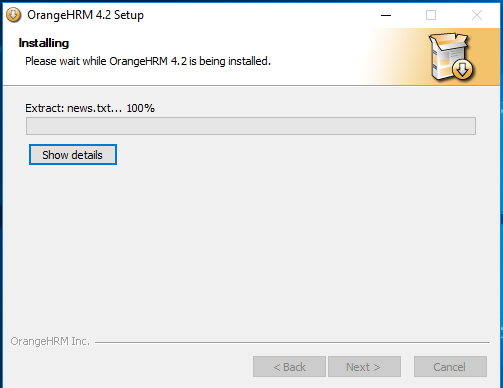 OrangeHRM 4.2 Setup
Installing
Please wait while OrangeHRM 4.2 is being installed.
Extract: news.txt... 100%
Show details
OrangeHRM Inc.
< Back
Next >
Cancel